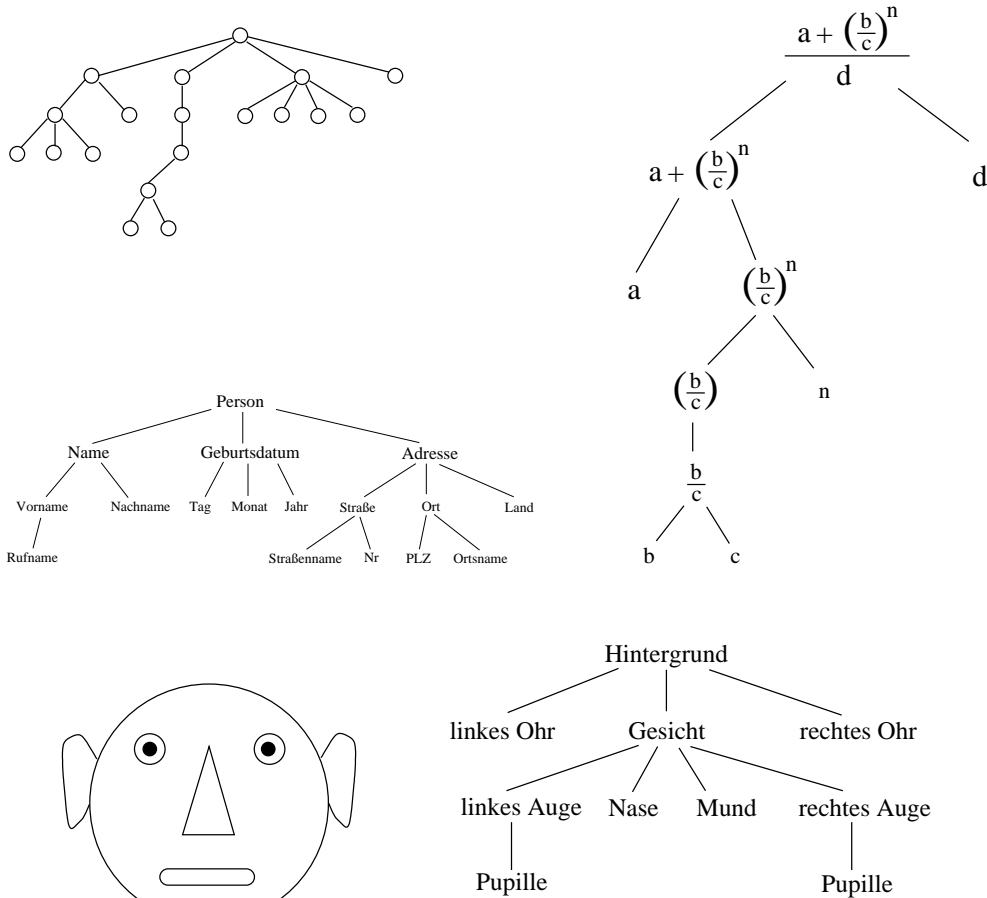 a + (b/c)^n
d
a + (b/c)^n d
a (b/c)^n
(b/c) n
b/c
b c
Person
Name Geburtsdatum Adresse
Vorname Nachname Tag Monat Jahr Straße Ort Land
Rufname Straßenname Nr PLZ Ortsname
Hintergrund
linkes Ohr Gesicht rechtes Ohr
linkes Auge Nase Mund rechtes Auge
Pupille Pupille